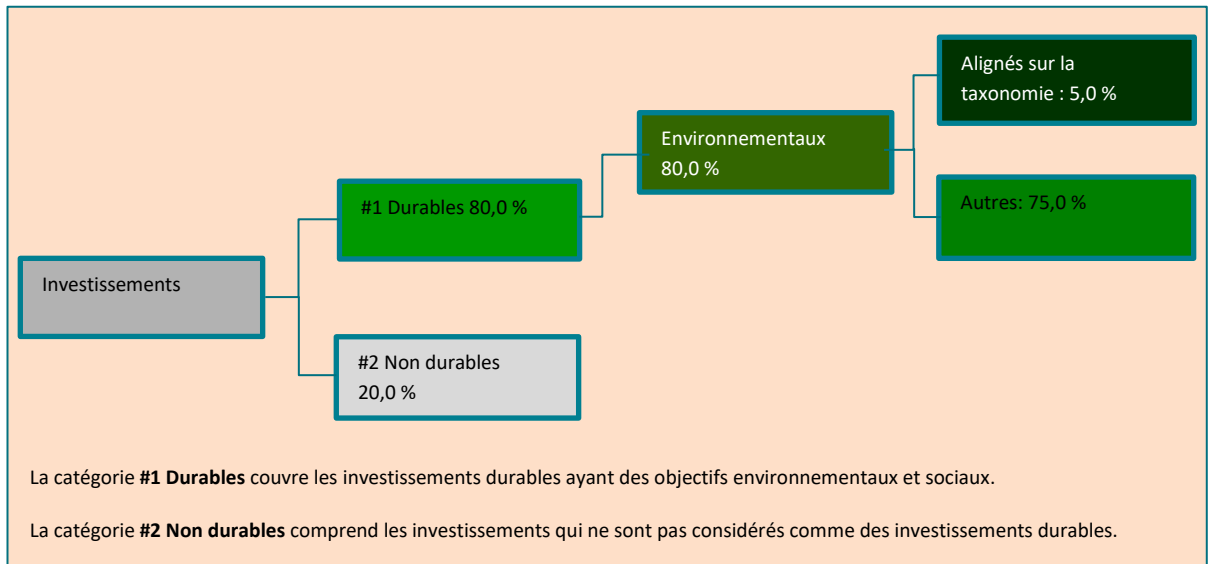 Alignés sur la
taxonomie : 5,0 %
Environnementaux
80,0 %
#1 Durables 80,0 %
Autres: 75,0 %
Investissements
#2 Non durables
20,0 %
La catégorie #1 Durables couvre les investissements durables ayant des objectifs environnementaux et sociaux.
La catégorie #2 Non durables comprend les investissements qui ne sont pas considérés comme des investissements durables.